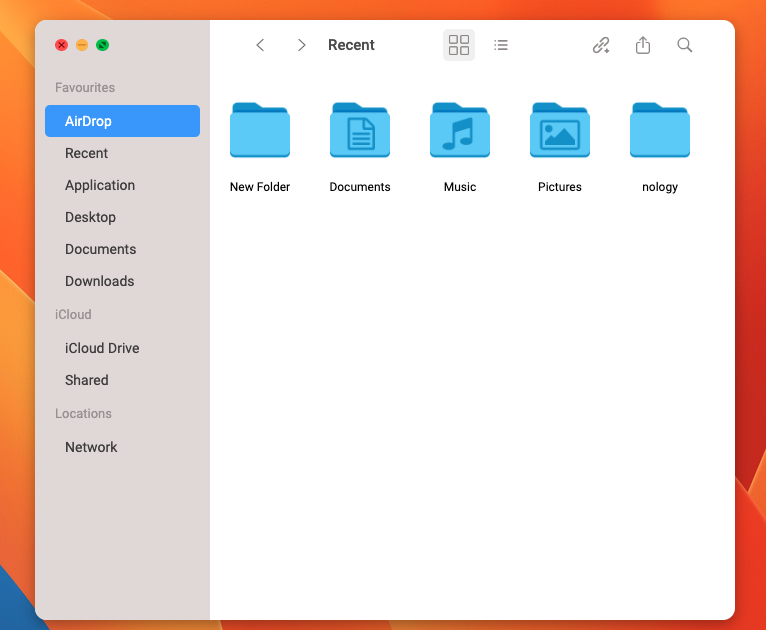 Recent
Favourites
AirDrop
Recent
Application
Desktop
Documents
Downloads
iCloud
iCloud Drive
Shared
Locations
Network
New Folder
Documents
Music
Pictures
nology